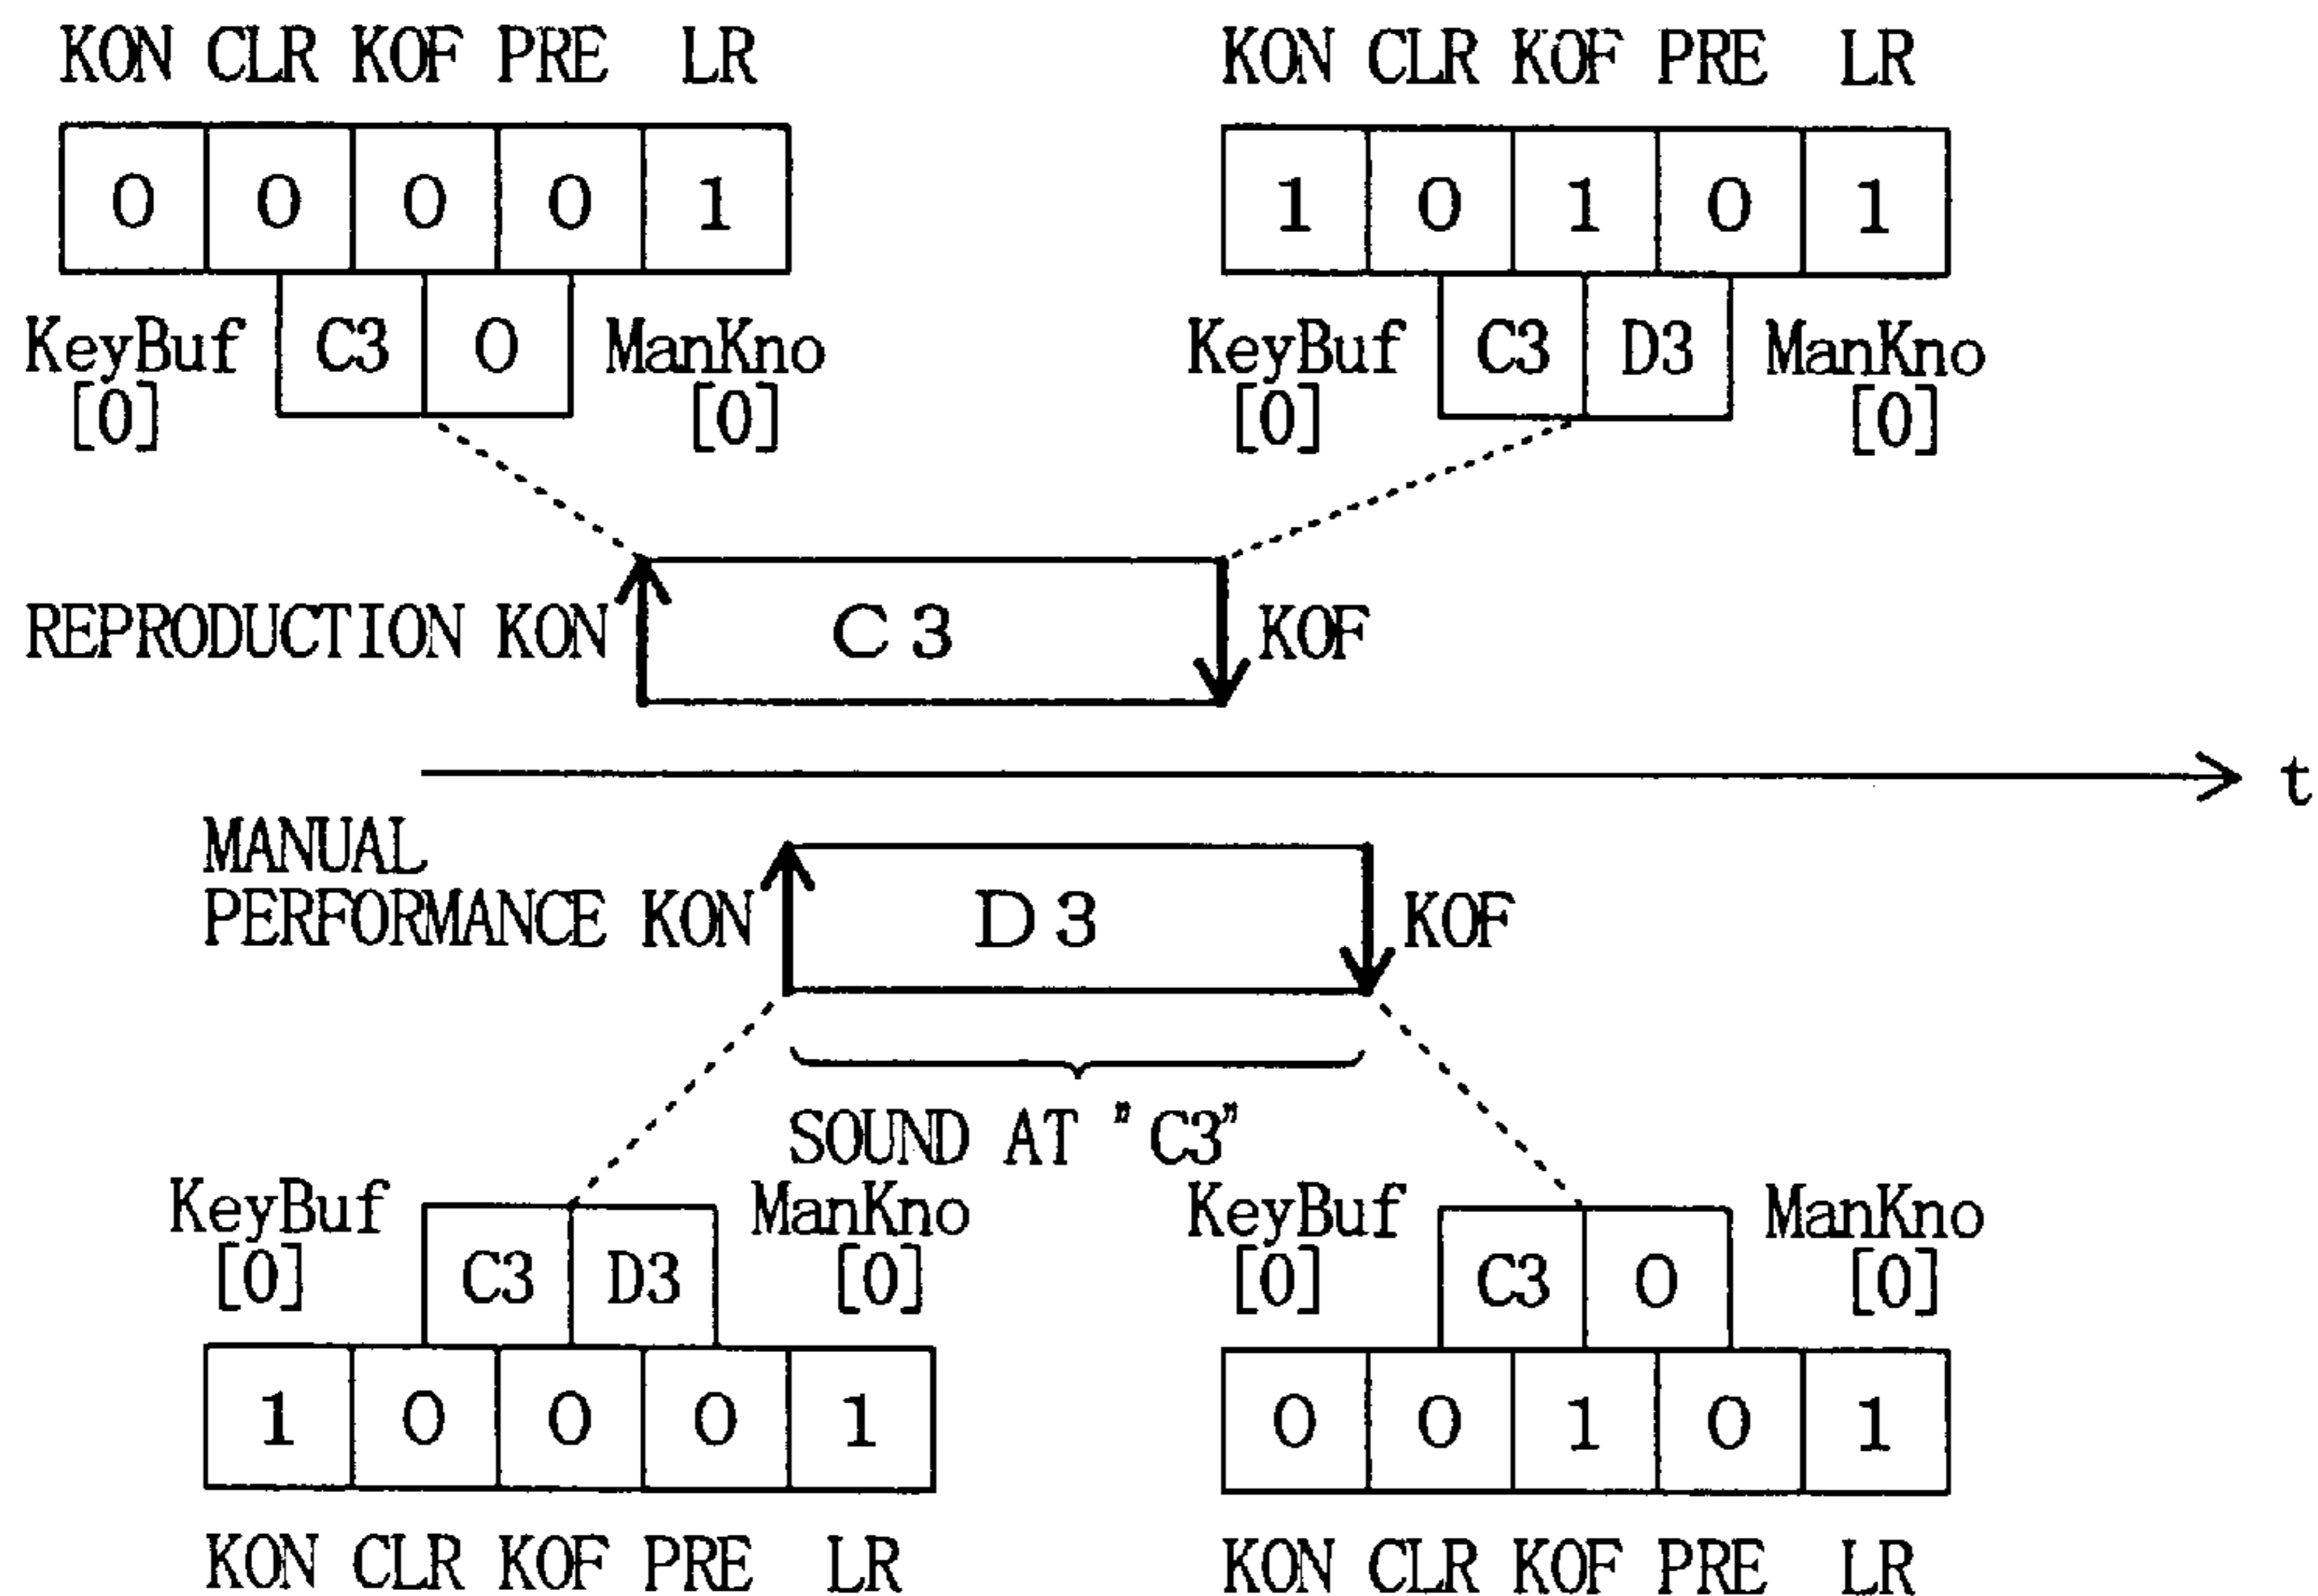 KON CLR KOF PRE LR KON CLR KOF PRE LR
0 0 0 0 1 1 0 1 0 1
KeyBuf C3 0 ManKno KeyBuf C3 D3 ManKno
[0] [0] [0] [0]
REPRODUCTION KON C3 KOF
t
MANUAL
PERFORMANCE KON D3 KOF
SOUND AT "C3"
KeyBuf ManKno KeyBuf ManKno
[0] C3 D3 [0] [0] C3 0 [0]
1 0 0 0 1 0 0 1 0 1
KON CLR KOF PRE LR KON CLR KOF PRE LR